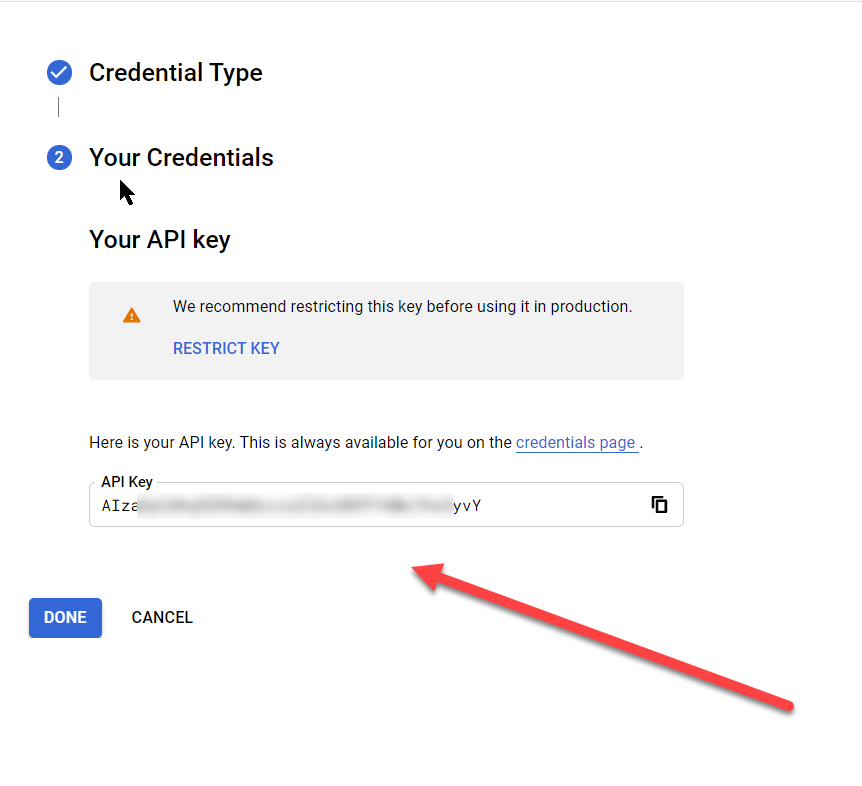 Credential Type
2 Your Credentials
Your API key
We recommend restricting this key before using it in production.
RESTRICT KEY
Here is your API key. This is always available for you on the credentials page .
API Key
AIza yvY
DONE CANCEL